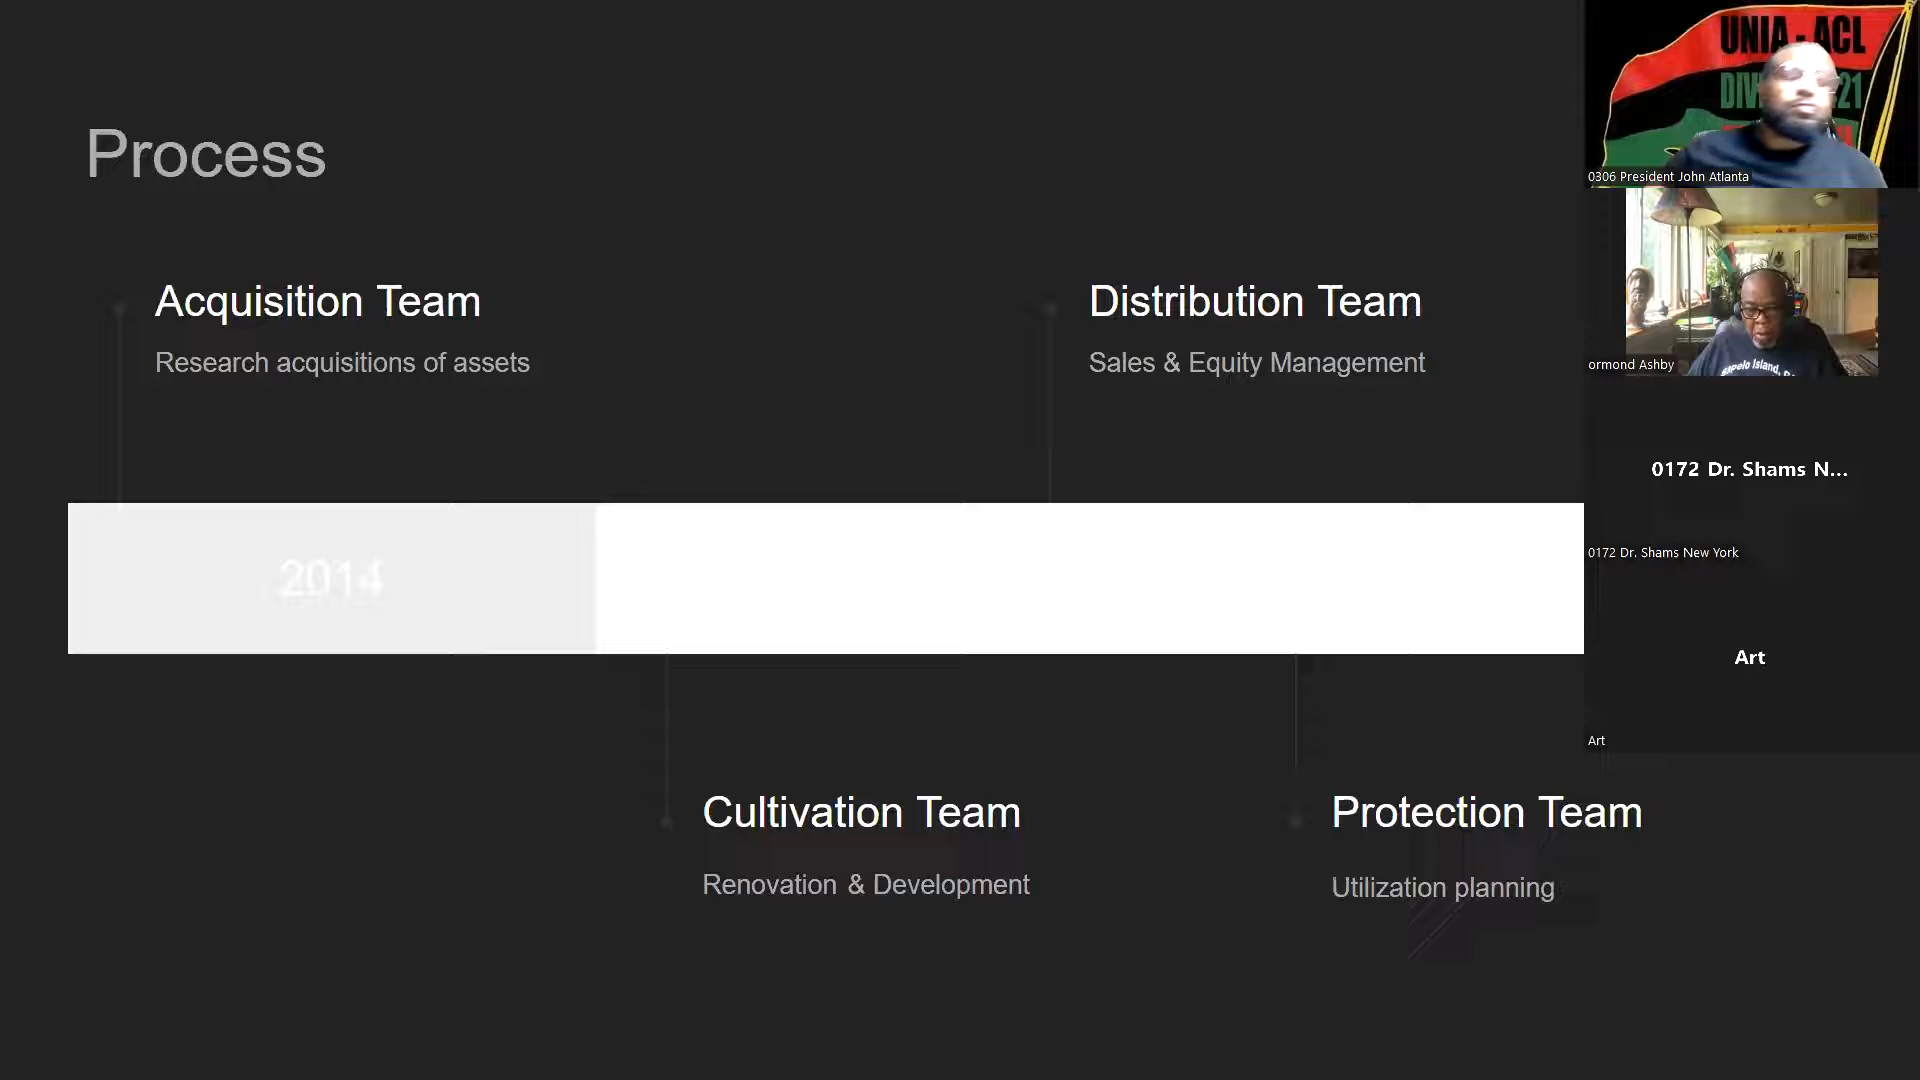 Process
Acquisition Team
Research acquisitions of assets
Distribution Team
Sales & Equity Management
2014
Cultivation Team
Renovation & Development
Protection Team
Utilization planning
UNIA - ACL
0306 President John Atlanta
Sapelo Island,
ormond Ashby
0172 Dr. Shams N...
0172 Dr. Shams New York
Art
Art